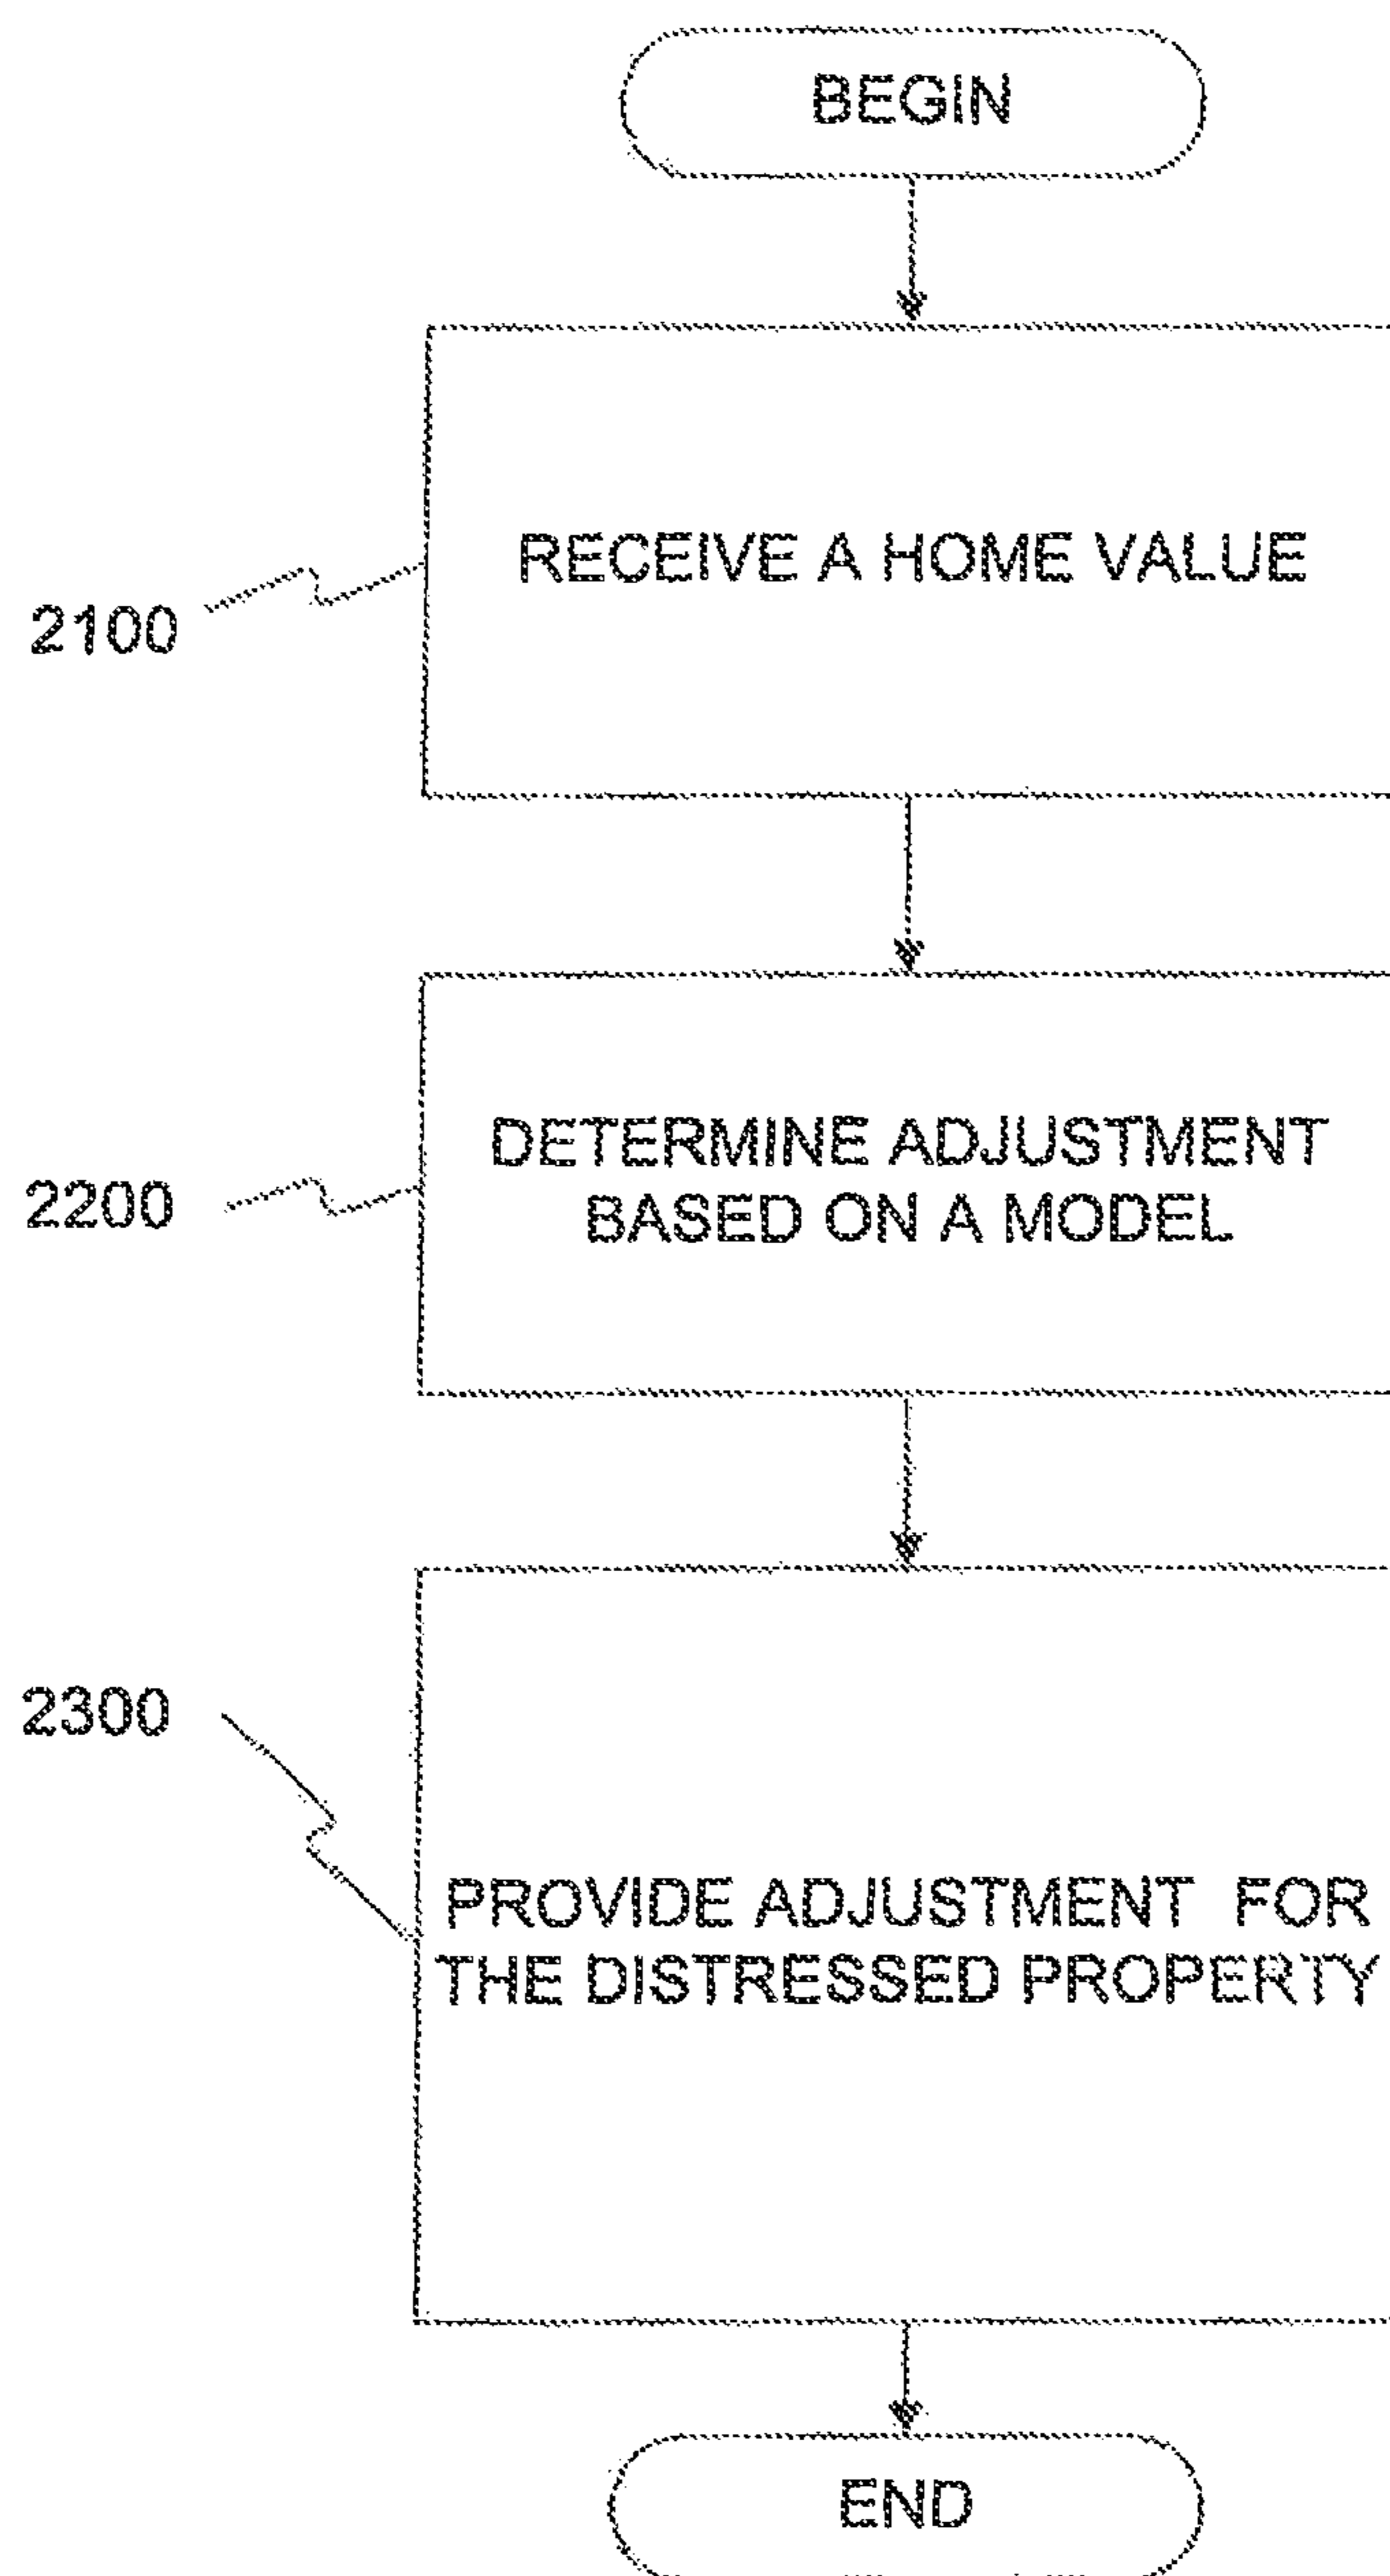 BEGIN
RECEIVE A HOME VALUE
2100
DETERMINE ADJUSTMENT
BASED ON A MODEL
2200
2300
PROVIDE ADJUSTMENT FOR
THE DISTRESSED PROPERTY
END